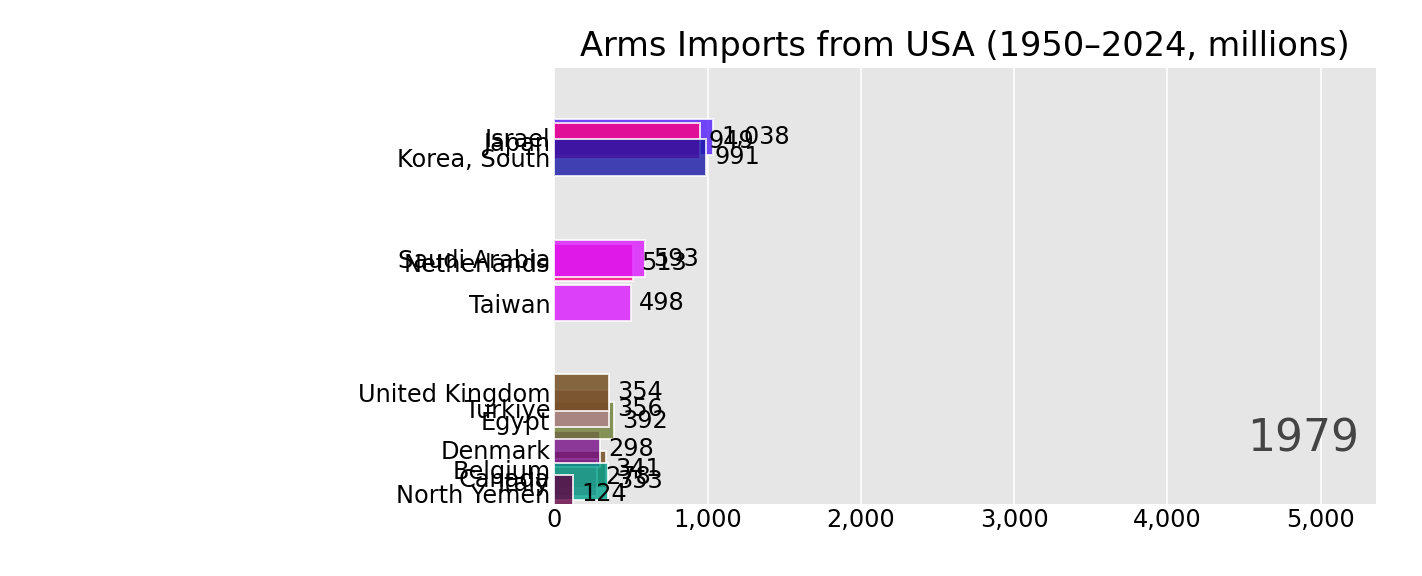 Arms Imports from USA (1950–2024, millions)
Israel 1,038
Japan 949
Korea, South 991
Saudi Arabia 593
Netherlands 513
Taiwan 498
United Kingdom 354
Türkiye 356
Egypt 392
Denmark 298
Belgium 341
Canada
Italy 353
North Yemen 124
1979
0 1,000 2,000 3,000 4,000 5,000